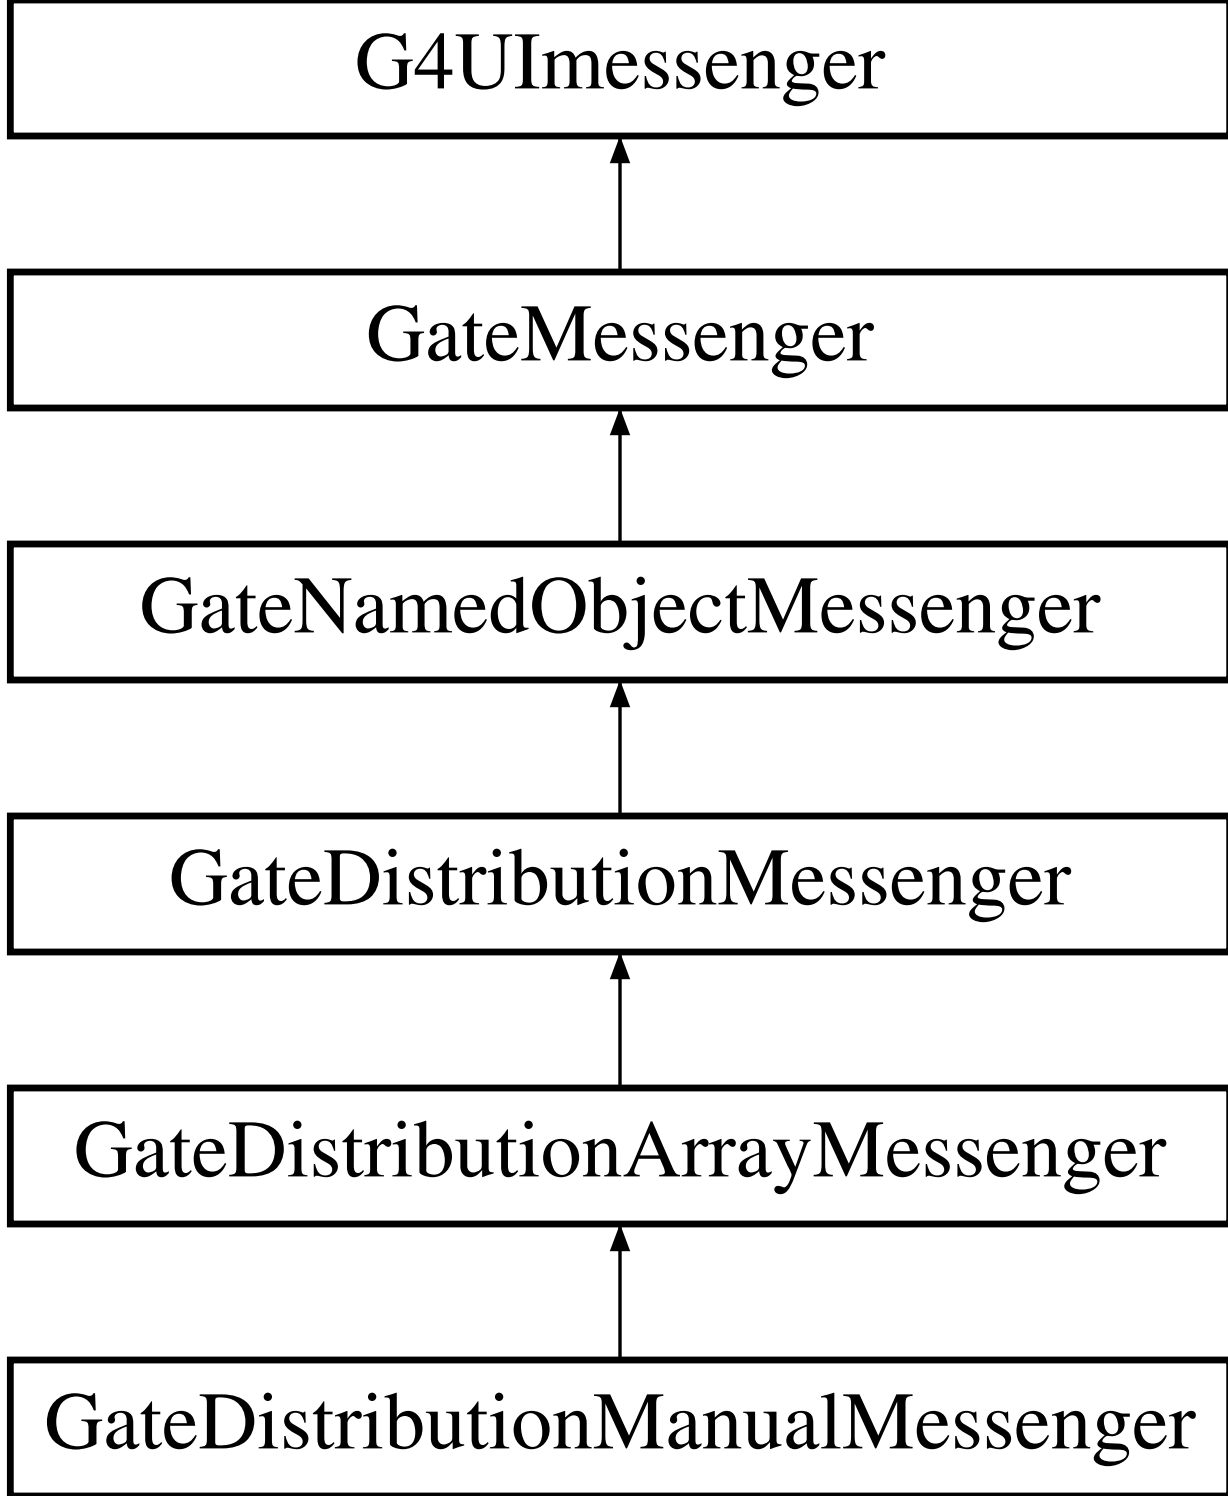 G4UImessenger
GateMessenger
GateNamedObjectMessenger
GateDistributionMessenger
GateDistributionArrayMessenger
GateDistributionManualMessenger